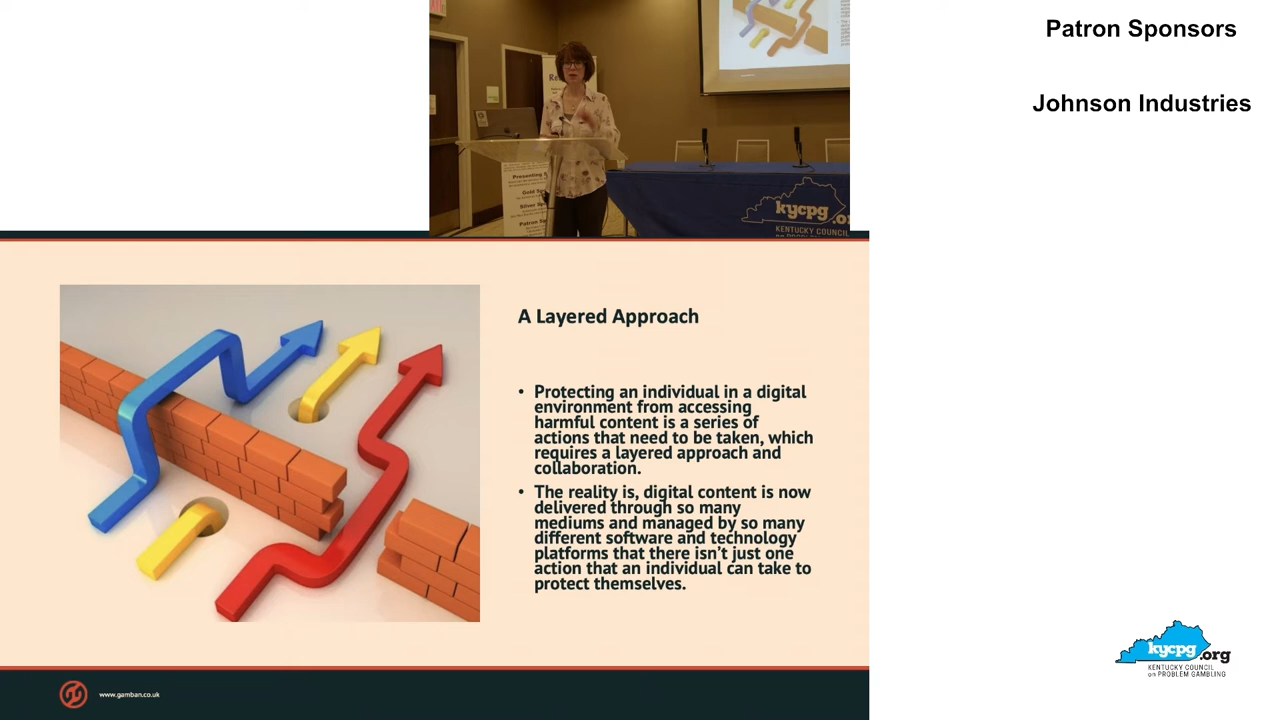 Patron Sponsors
Johnson Industries
Presenting
Gold
Silver
Patron
kycpg
KENTUCKY COUNCIL
A Layered Approach
• Protecting an individual in a digital
environment from accessing
harmful content is a series of
actions that need to be taken, which
requires a layered approach and
collaboration.
• The reality is, digital content is now
delivered through so many
mediums and managed by so many
different software and technology
platforms that there isn't just one
action that an individual can take to
protect themselves.
www.gamban.co.uk
kycpg.org
KENTUCKY COUNCIL
on PROBLEM GAMBLING